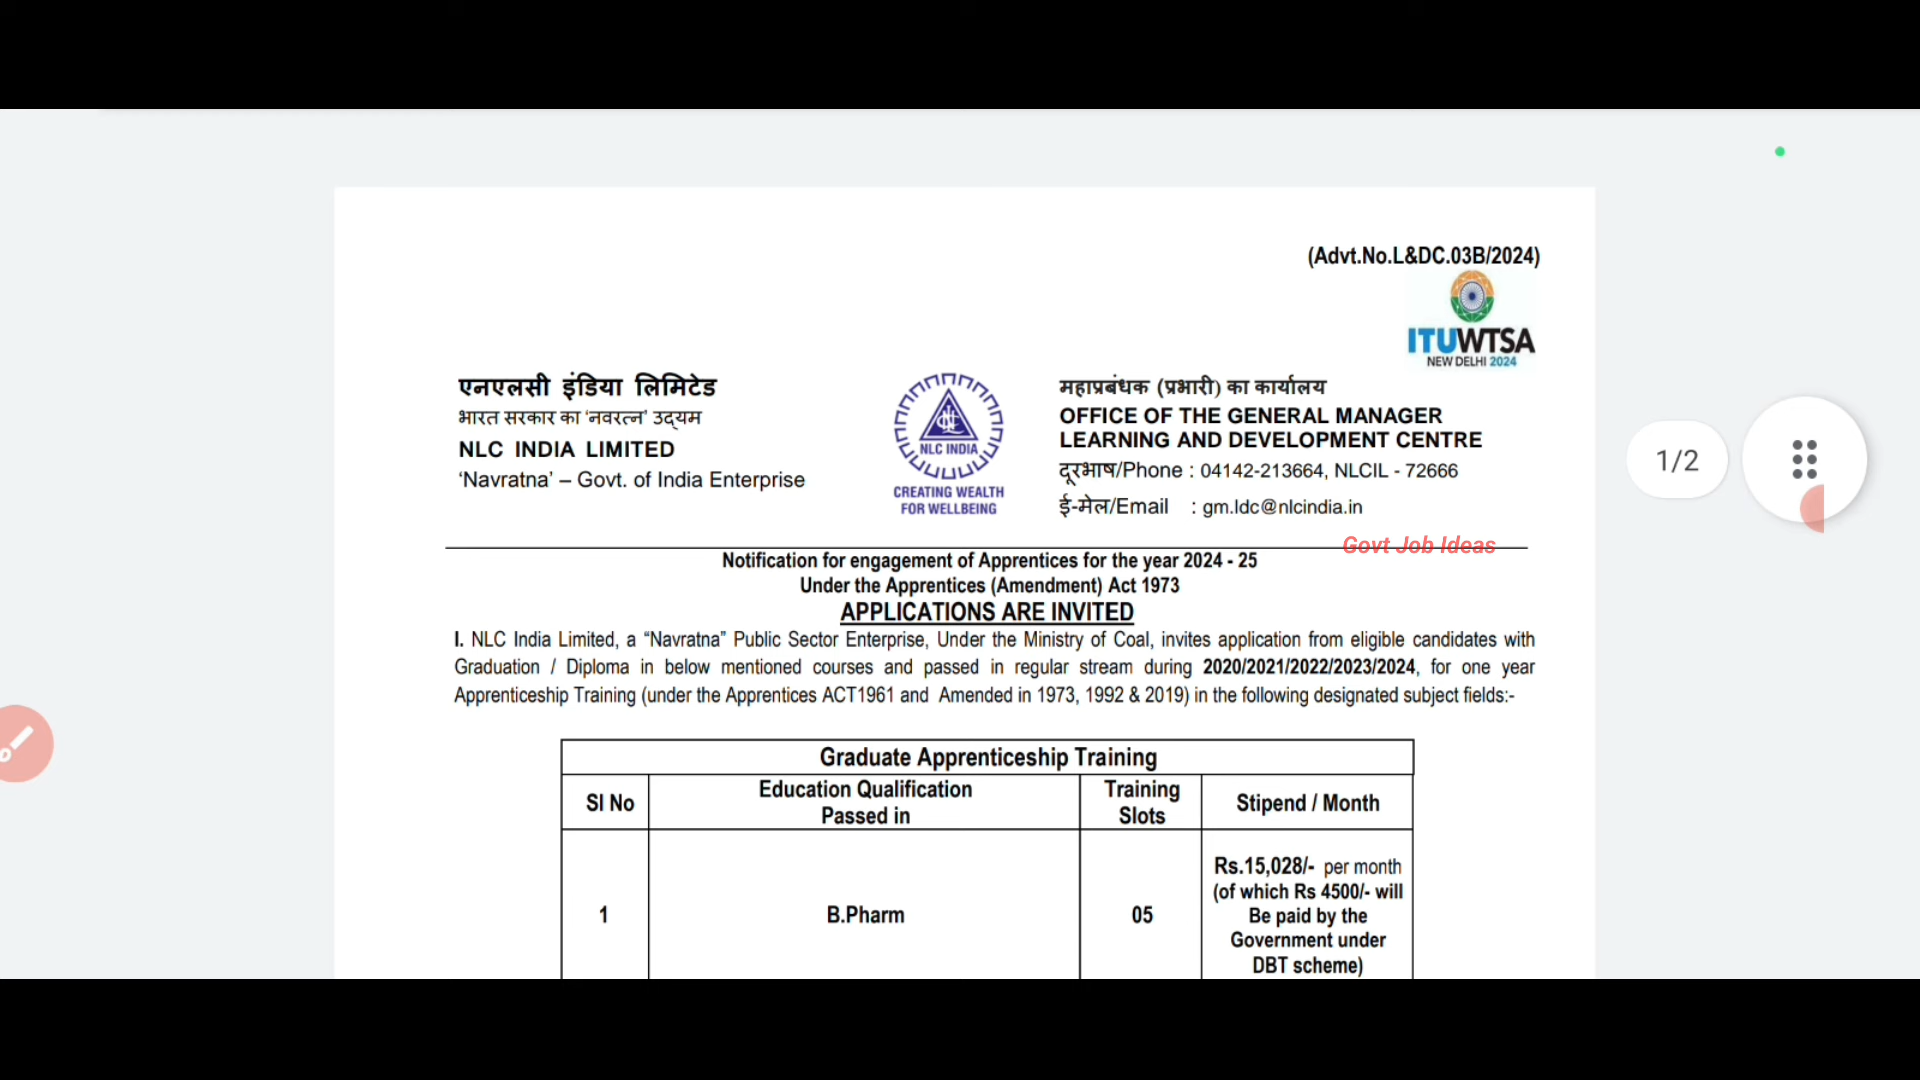 (Advt.No.L&DC.03B/2024)
ITUWTSA
NEW DELHI 2024
एनएलसी इंडिया लिमिटेड
भारत सरकार का 'नवरत्न' उद्यम
NLC INDIA LIMITED
‘Navratna’ – Govt. of India Enterprise
NLC INDIA
CREATING WEALTH
FOR WELLBEING
महाप्रबंधक (प्रभारी) का कार्यालय
OFFICE OF THE GENERAL MANAGER
LEARNING AND DEVELOPMENT CENTRE
दूरभाष/Phone : 04142-213664, NLCIL - 72666
ई-मेल/Email : gm.ldc@nlcindia.in
1/2
Govt Job Ideas
Notification for engagement of Apprentices for the year 2024 - 25
Under the Apprentices (Amendment) Act 1973
APPLICATIONS ARE INVITED
I. NLC India Limited, a “Navratna” Public Sector Enterprise, Under the Ministry of Coal, invites application from eligible candidates with
Graduation / Diploma in below mentioned courses and passed in regular stream during 2020/2021/2022/2023/2024, for one year
Apprenticeship Training (under the Apprentices ACT1961 and Amended in 1973, 1992 & 2019) in the following designated subject fields:-
Graduate Apprenticeship Training
Sl No
Education Qualification
Passed in
Training
Slots
Stipend / Month
1
B.Pharm
05
Rs.15,028/- per month
(of which Rs 4500/- will
Be paid by the
Government under
DBT scheme)